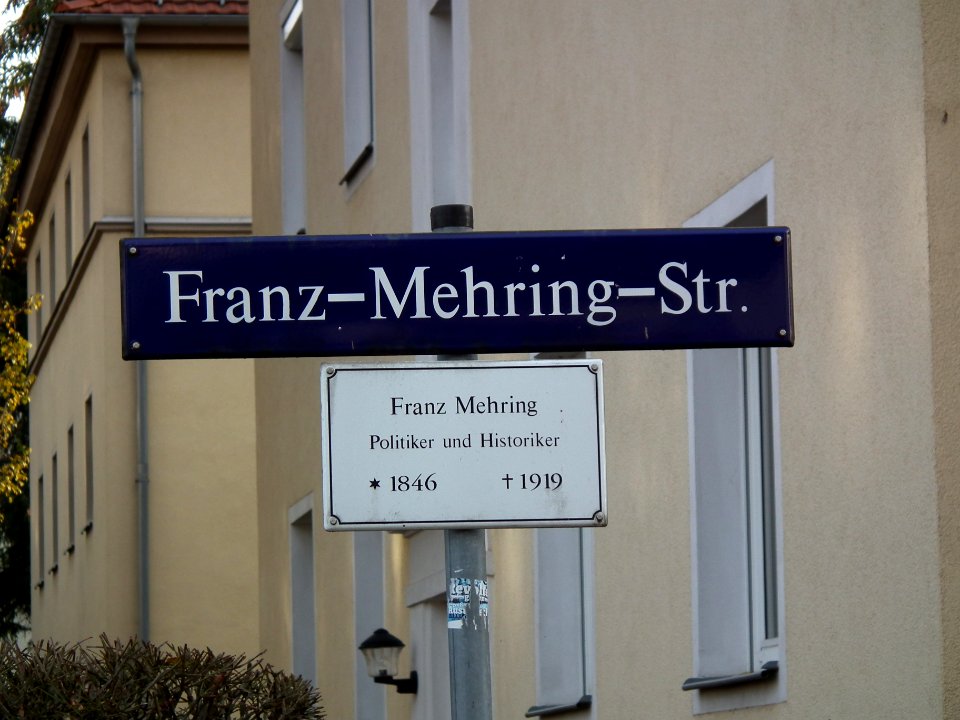 Franz-Mehring-Str.
Franz Mehring
Politiker und Historiker
✶ 1846 †1919